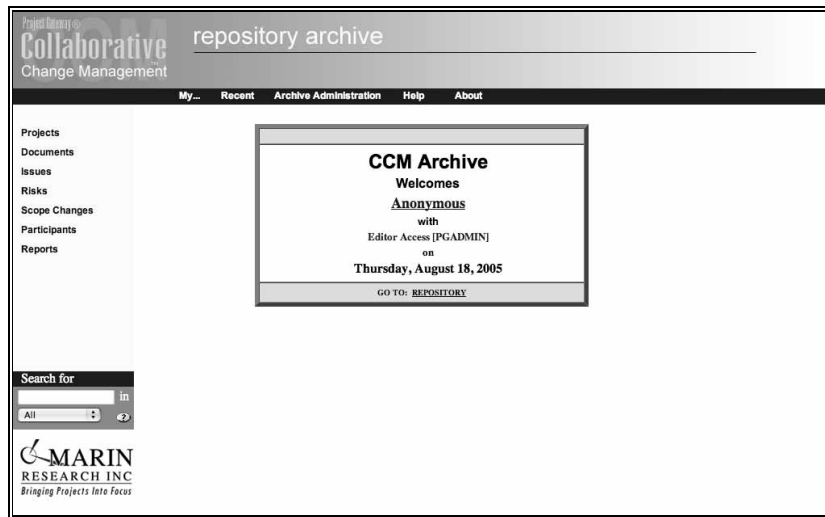 Project Gateway ®
Collaborative
Change Management
TM
repository archive
My... Recent Archive Administration Help About
Projects
Documents
Issues
Risks
Scope Changes
Participants
Reports
CCM Archive
Welcomes
Anonymous
with
Editor Access [PGADMIN]
on
Thursday, August 18, 2005
GO TO: REPOSITORY
Search for
in
All
?
MARIN
RESEARCH INC
Bringing Projects Into Focus